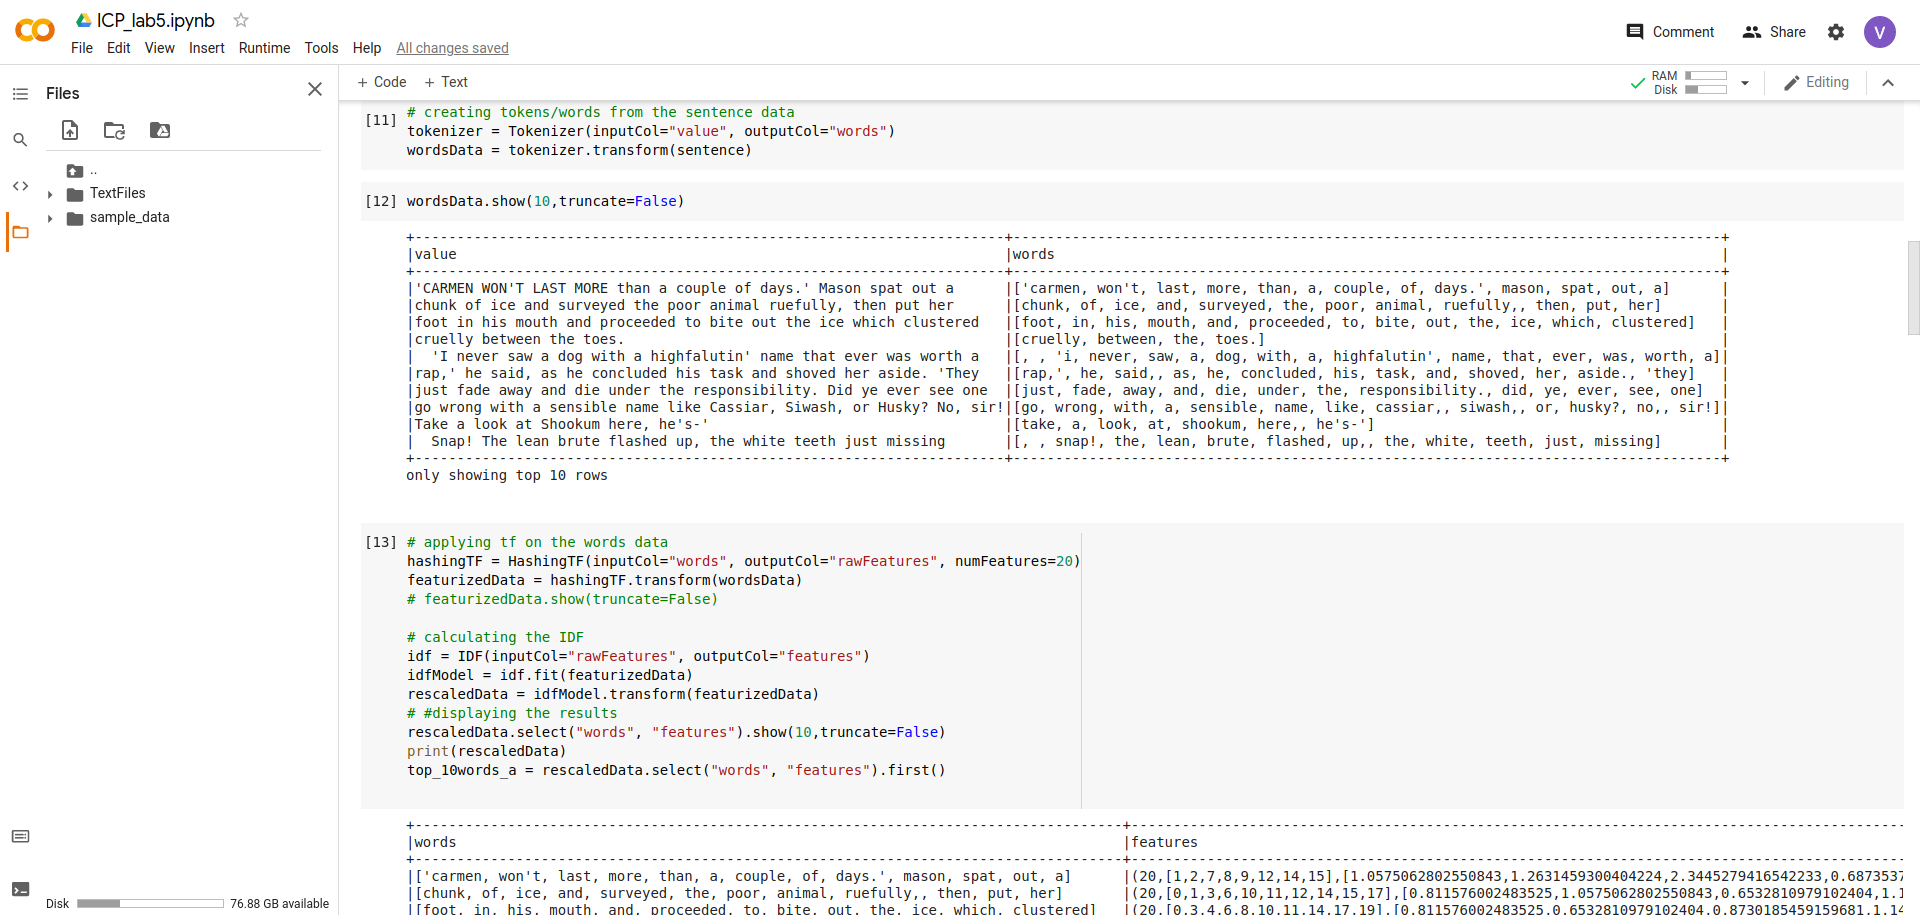 ICP_lab5.ipynb
File Edit View Insert Runtime Tools Help All changes saved
Comment Share V
Files
+ Code + Text
RAM
Disk
Editing
..
TextFiles
sample_data
[11] # creating tokens/words from the sentence data
tokenizer = Tokenizer(inputCol="value", outputCol="words")
wordsData = tokenizer.transform(sentence)
[12] wordsData.show(10,truncate=False)
+----------------------------------------------------------------------+------------------------------------------------------------------------------------+
|value |words |
+----------------------------------------------------------------------+------------------------------------------------------------------------------------+
|'CARMEN WON'T LAST MORE than a couple of days.' Mason spat out a |['carmen, won't, last, more, than, a, couple, of, days.', mason, spat, out, a] |
|chunk of ice and surveyed the poor animal ruefully, then put her |[chunk, of, ice, and, surveyed, the, poor, animal, ruefully,, then, put, her] |
|foot in his mouth and proceeded to bite out the ice which clustered |[foot, in, his, mouth, and, proceeded, to, bite, out, the, ice, which, clustered] |
|cruelly between the toes. |[cruelly, between, the, toes.] |
| 'I never saw a dog with a highfalutin' name that ever was worth a |[, , 'i, never, saw, a, dog, with, a, highfalutin', name, that, ever, was, worth, a]|
|rap,' he said, as he concluded his task and shoved her aside. 'They |[rap,', he, said,, as, he, concluded, his, task, and, shoved, her, aside., 'they] |
|just fade away and die under the responsibility. Did ye ever see one |[just, fade, away, and, die, under, the, responsibility., did, ye, ever, see, one] |
|go wrong with a sensible name like Cassiar, Siwash, or Husky? No, sir!|[go, wrong, with, a, sensible, name, like, cassiar,, siwash,, or, husky?, no,, sir!]|
|Take a look at Shookum here, he's-' |[take, a, look, at, shookum, here,, he's-'] |
| Snap! The lean brute flashed up, the white teeth just missing |[, , snap!, the, lean, brute, flashed, up,, the, white, teeth, just, missing] |
+----------------------------------------------------------------------+------------------------------------------------------------------------------------+
only showing top 10 rows
[13] # applying tf on the words data
hashingTF = HashingTF(inputCol="words", outputCol="rawFeatures", numFeatures=20)
featurizedData = hashingTF.transform(wordsData)
# featurizedData.show(truncate=False)
# calculating the IDF
idf = IDF(inputCol="rawFeatures", outputCol="features")
idfModel = idf.fit(featurizedData)
rescaledData = idfModel.transform(featurizedData)
# #displaying the results
rescaledData.select("words", "features").show(10,truncate=False)
print(rescaledData)
top_10words_a = rescaledData.select("words", "features").first()
+------------------------------------------------------------------------------------+--------------------------------------------------------------------------------------------
|words |features
+------------------------------------------------------------------------------------+--------------------------------------------------------------------------------------------
|['carmen, won't, last, more, than, a, couple, of, days.', mason, spat, out, a] |(20,[1,2,7,8,9,12,14,15],[1.0575062802550843,1.2631459300404224,2.3445279416542233,0.6873537
|[chunk, of, ice, and, surveyed, the, poor, animal, ruefully,, then, put, her] |(20,[0,1,3,6,10,11,12,14,15,17],[0.811576002483525,1.0575062802550843,0.6532810979102404,1.1
|[foot, in, his, mouth, and, proceeded, to, bite, out, the, ice, which, clustered] |(20,[0,3,4,6,8,10,11,14,17,19],[0.811576002483525,0.6532810979102404,0.8730185459159681,1.14
Disk 76.88 GB available